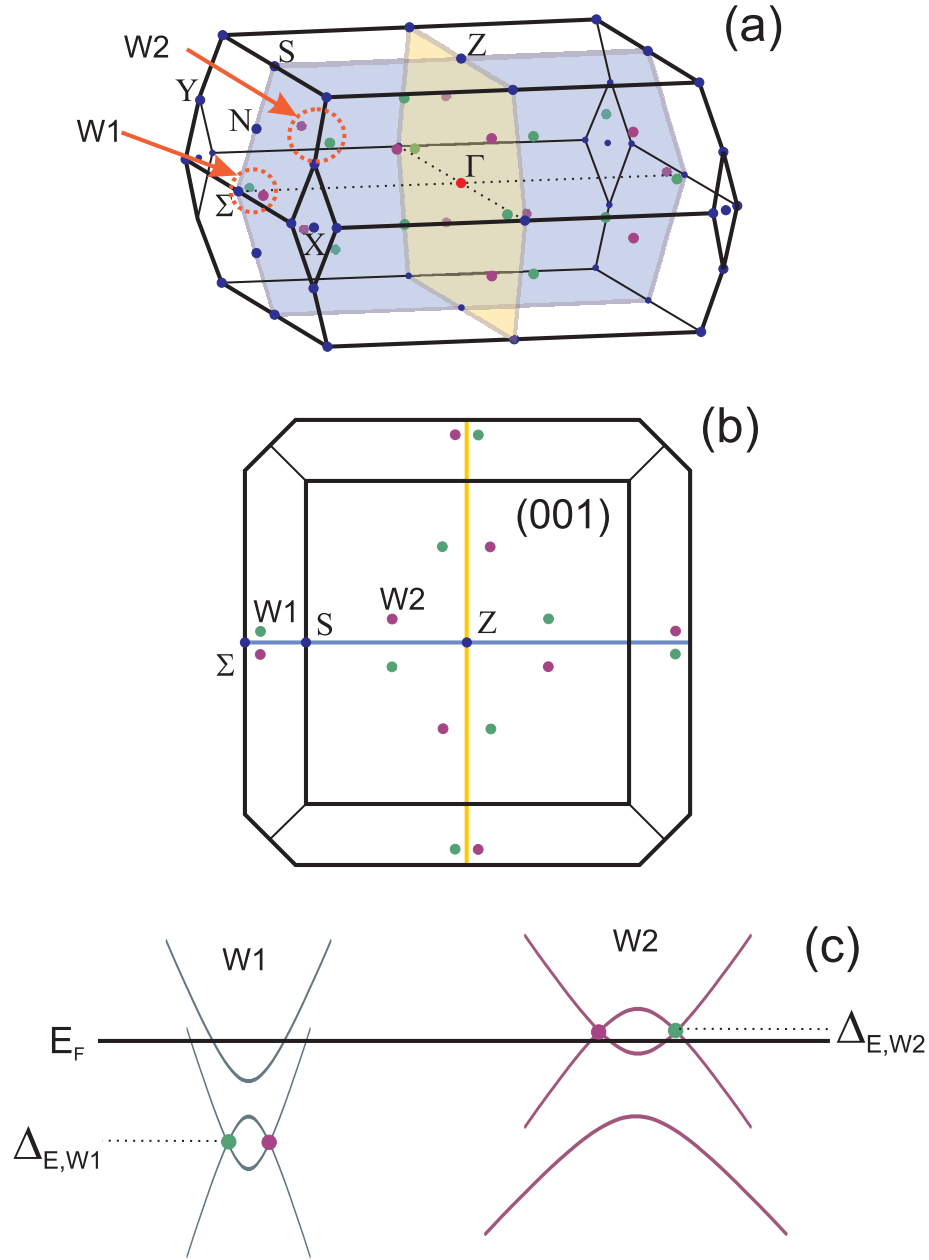 (a)
W2
S
Z
Y
N
W1
Γ
Σ
X
(b)
(001)
W1
S
W2
Z
Σ
W1
W2
(c)
E_F
Δ_E,W2
Δ_E,W1